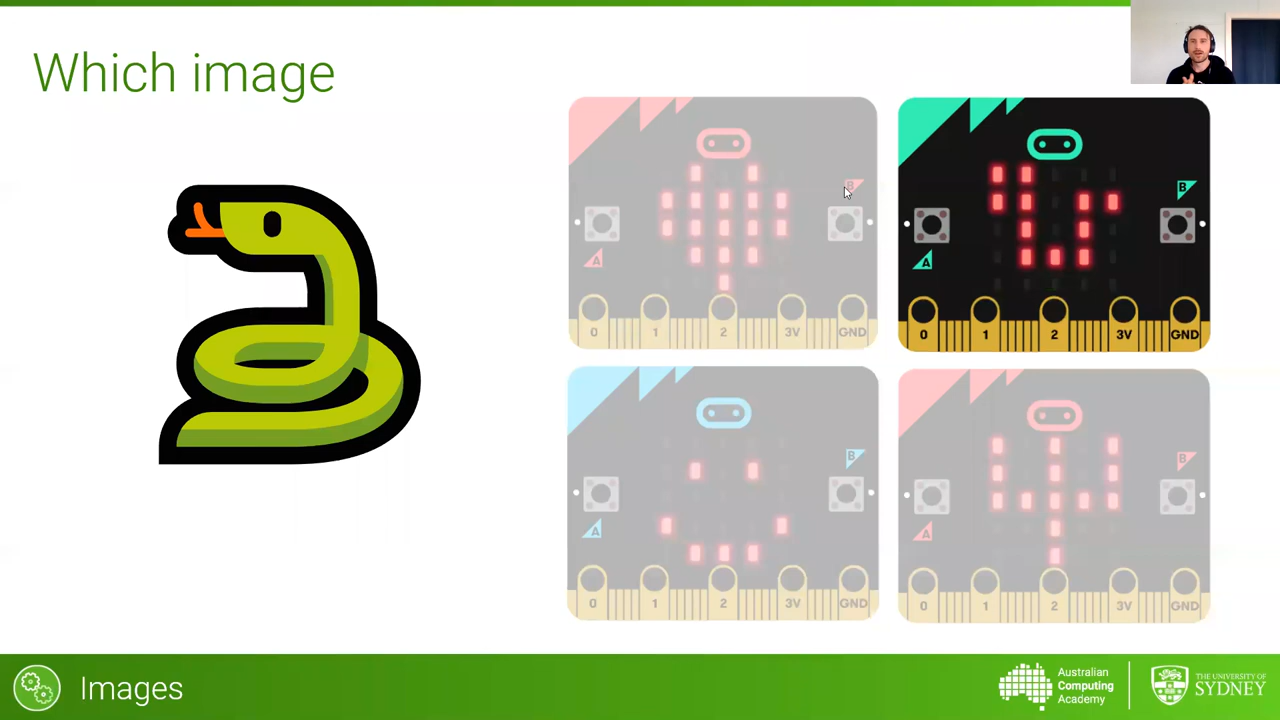 Which image
B
A
0 1 2 3V GND
B
A
0 1 2 3V GND
B
A
0 1 2 3V GND
B
A
0 1 2 3V GND
Images
Australian
Computing
Academy
THE UNIVERSITY OF
SYDNEY